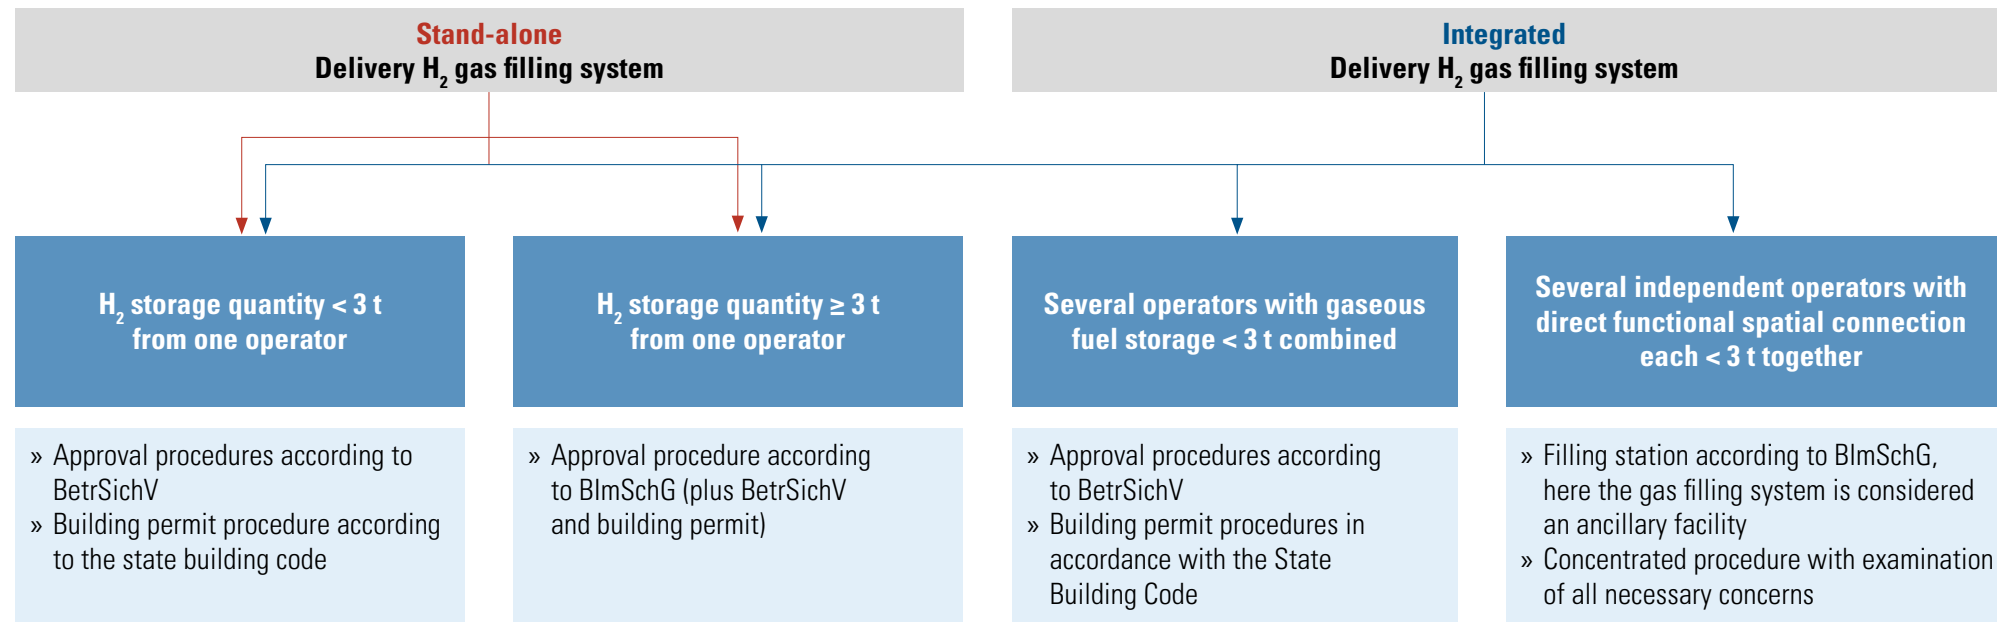 Stand-alone
Delivery H₂ gas filling system
Integrated
Delivery H₂ gas filling system
H₂ storage quantity < 3 t
from one operator
H₂ storage quantity ≥ 3 t
from one operator
Several operators with gaseous
fuel storage < 3 t combined
Several independent operators with
direct functional spatial connection
each < 3 t together
» Approval procedures according to
BetrSichV
» Building permit procedure according
to the state building code
» Approval procedure according
to BImSchG (plus BetrSichV
and building permit)
» Approval procedures according
to BetrSichV
» Building permit procedures in
accordance with the State
Building Code
» Filling station according to BImSchG,
here the gas filling system is considered
an ancillary facility
» Concentrated procedure with examination
of all necessary concerns